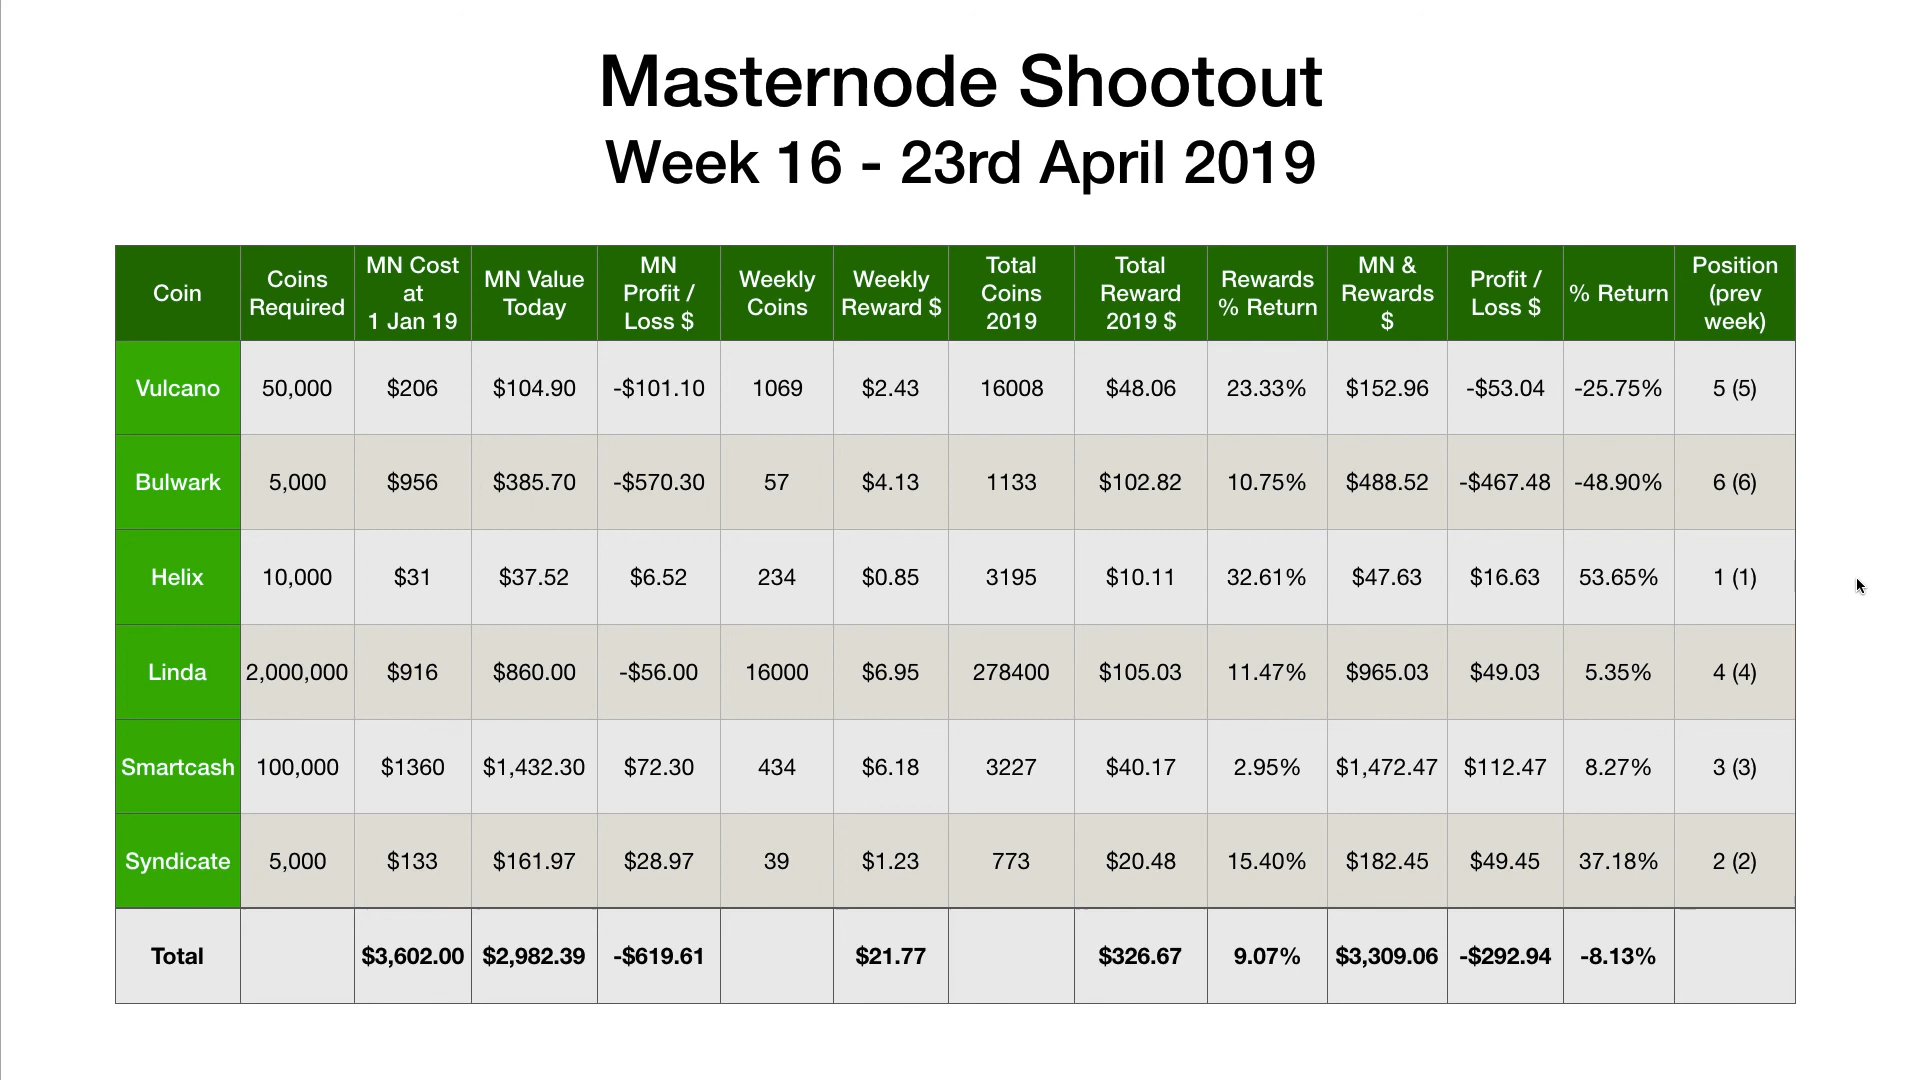 Masternode Shootout
Week 16 - 23rd April 2019
Coin Coins Required MN Cost at 1 Jan 19 MN Value Today MN Profit / Loss $ Weekly Coins Weekly Reward $ Total Coins 2019 Total Reward 2019 $ Rewards % Return MN & Rewards $ Profit / Loss $ % Return Position (prev week)
Vulcano 50,000 $206 $104.90 -$101.10 1069 $2.43 16008 $48.06 23.33% $152.96 -$53.04 -25.75% 5 (5)
Bulwark 5,000 $956 $385.70 -$570.30 57 $4.13 1133 $102.82 10.75% $488.52 -$467.48 -48.90% 6 (6)
Helix 10,000 $31 $37.52 $6.52 234 $0.85 3195 $10.11 32.61% $47.63 $16.63 53.65% 1 (1)
Linda 2,000,000 $916 $860.00 -$56.00 16000 $6.95 278400 $105.03 11.47% $965.03 $49.03 5.35% 4 (4)
Smartcash 100,000 $1360 $1,432.30 $72.30 434 $6.18 3227 $40.17 2.95% $1,472.47 $112.47 8.27% 3 (3)
Syndicate 5,000 $133 $161.97 $28.97 39 $1.23 773 $20.48 15.40% $182.45 $49.45 37.18% 2 (2)
Total $3,602.00 $2,982.39 -$619.61 $21.77 $326.67 9.07% $3,309.06 -$292.94 -8.13%